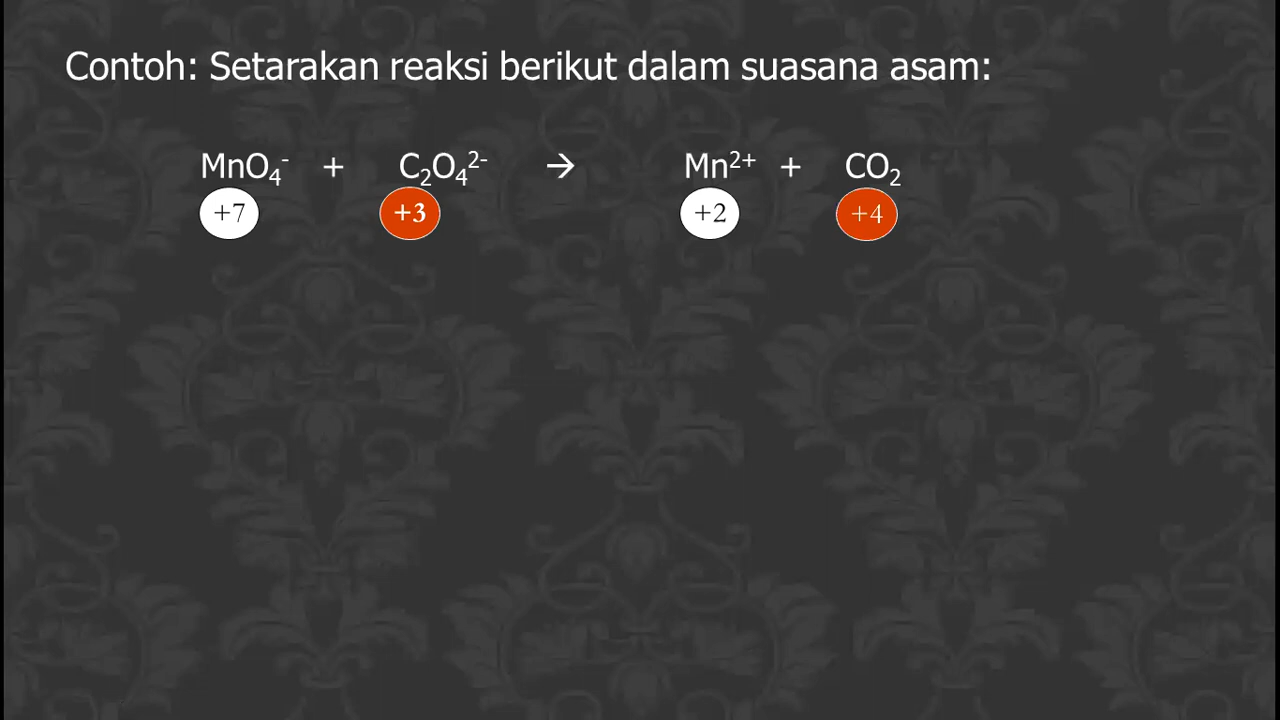 Contoh: Setarakan reaksi berikut dalam suasana asam:
MnO₄⁻ + C₂O₄²⁻ → Mn²⁺ + CO₂
+7 +3 +2 +4